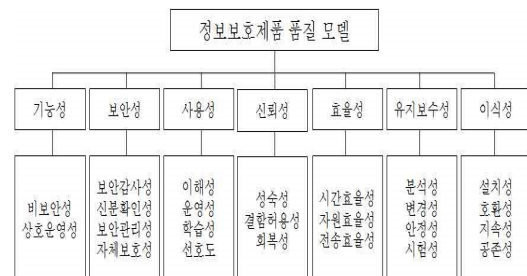 정보보호제품 품질 모델
기능성
보안성
사용성
신뢰성
효율성
유지보수성
이식성
비보안성
상호운영성
보안감사성
신분확인성
보안관리성
자체보호성
이해성
운영성
학습성
선호도
성숙성
결함허용성
회복성
시간효율성
자원효율성
전송효율성
분석성
변경성
안정성
시험성
설치성
호환성
지속성
공존성